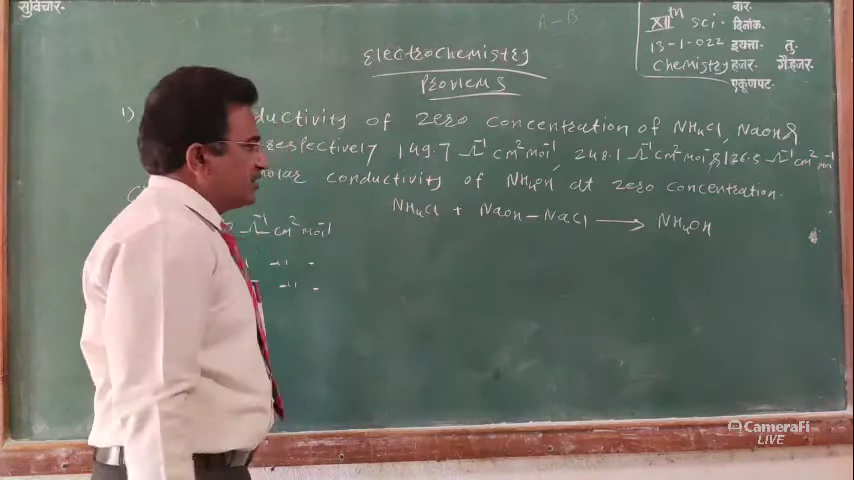 सुविचार-
A-B
XII th sci.
13-1-022
Chemistry
वार-
दिनांक-
इयत्ता- तु.
हजर- गैरहजर-
एकूणपट-
Electrochemistry
Problems
1) ductivity of zero concentration of NH4Cl, NaOH &
respectively 149.7 Ω-1 cm2 mol-1, 248.1 Ω-1 cm2 mol-1 & 126.5 Ω-1 cm2 mol-1
molar conductivity of NH4OH at zero concentration.
NH4Cl + NaOH - NaCl ⟶ NH4OH
Ω-1 cm2 mol-1
-〃-
-〃-
CameraFi
LIVE